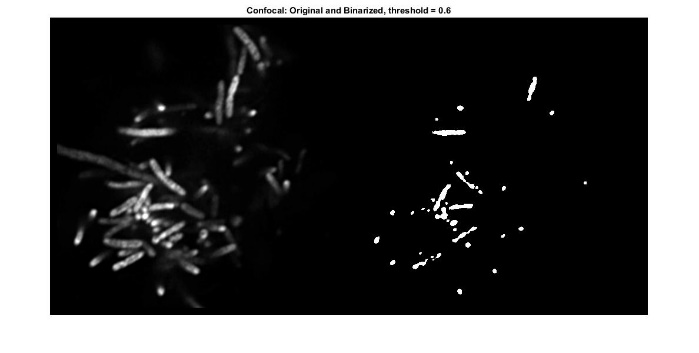 Confocal: Original and Binarized, threshold = 0.6